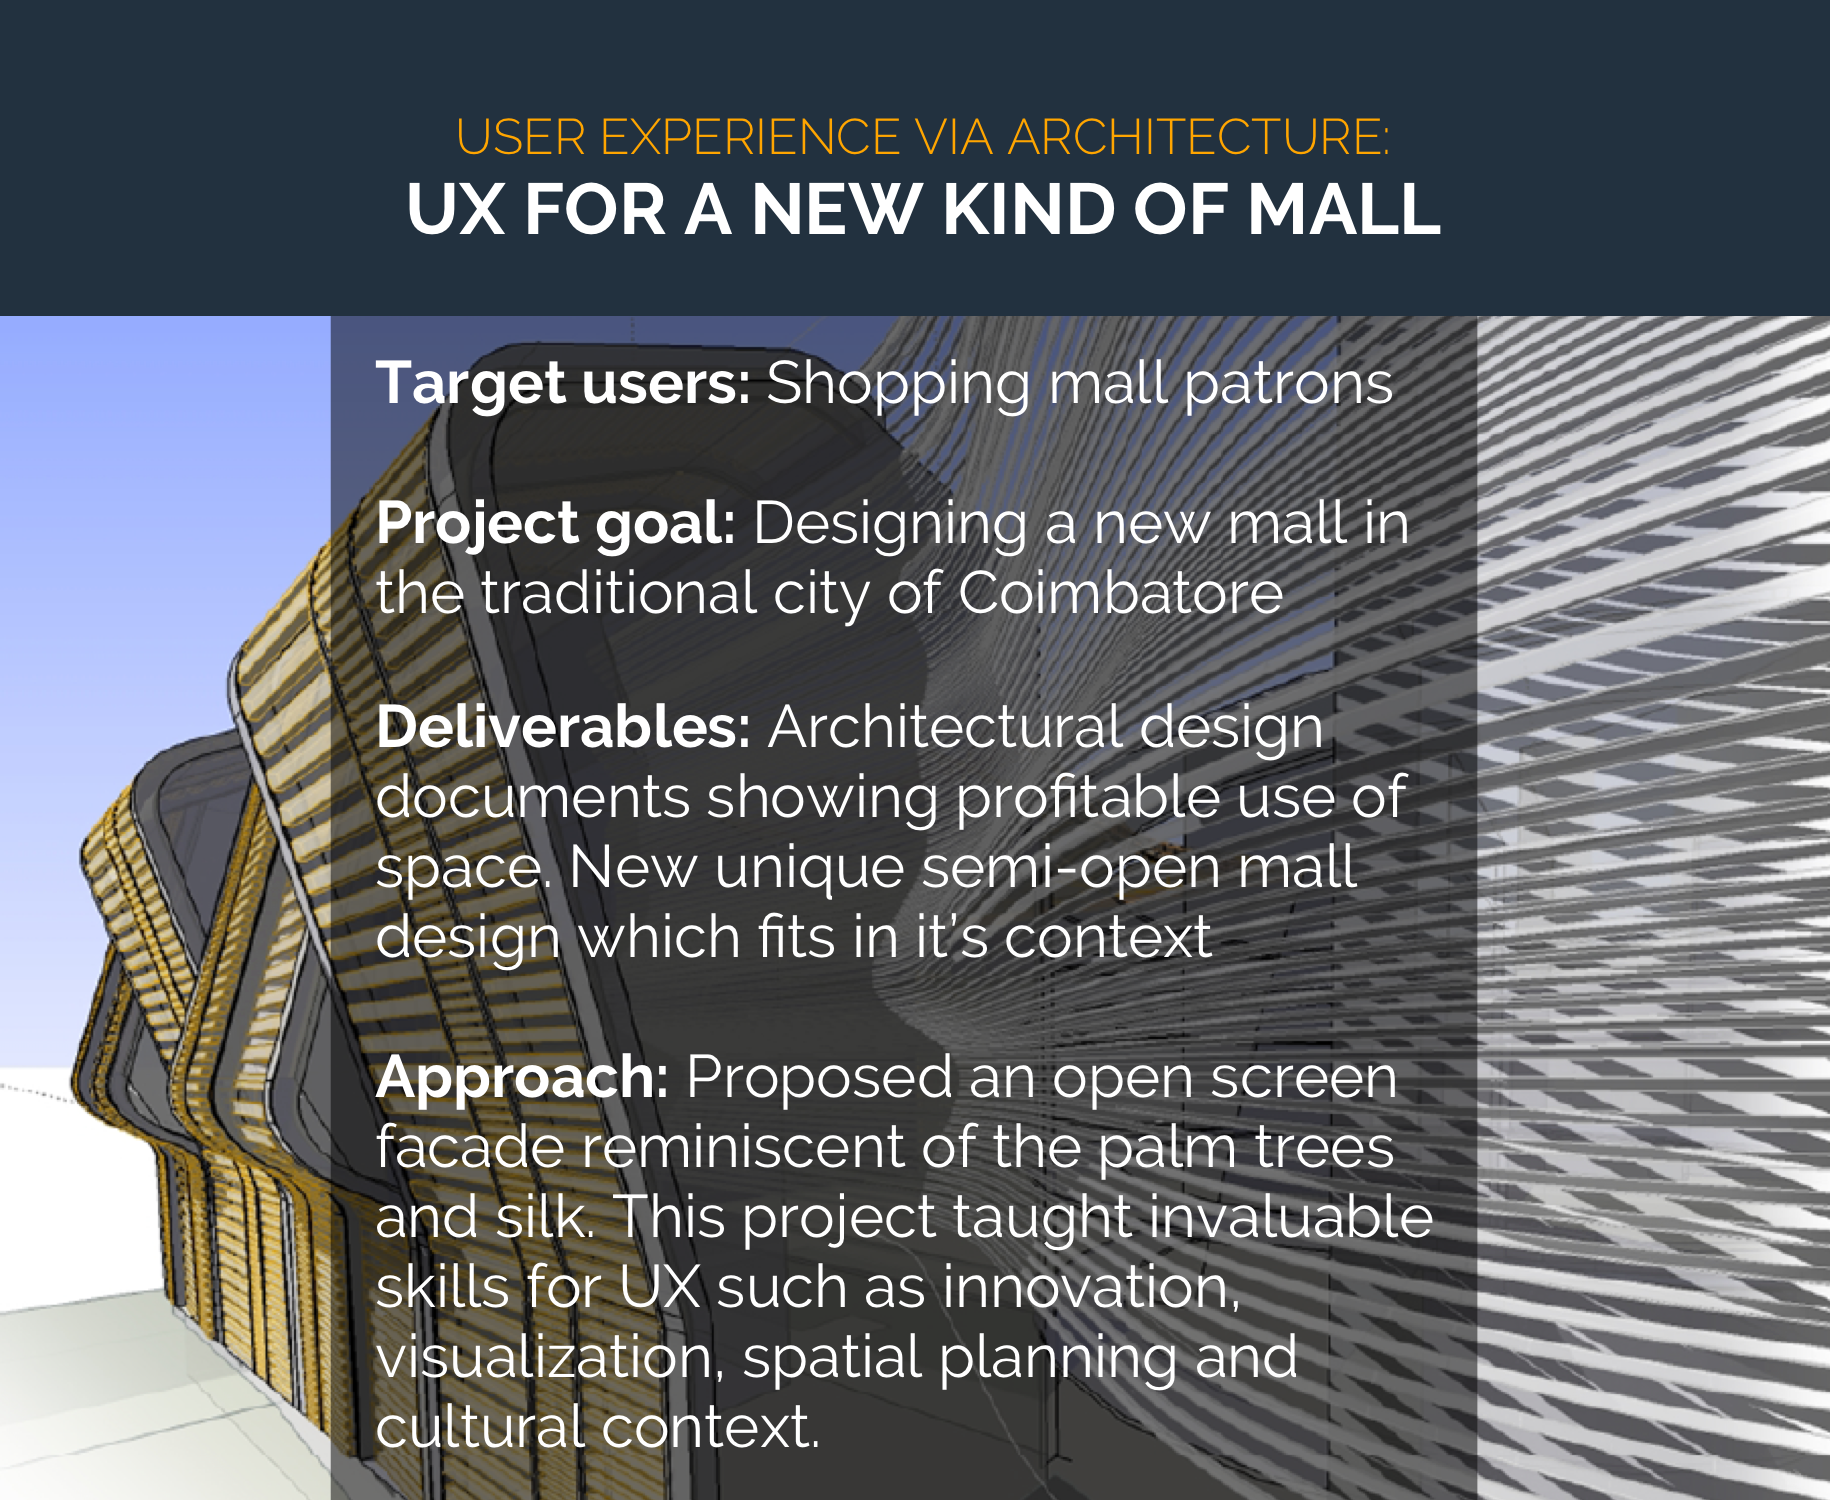 USER EXPERIENCE VIA ARCHITECTURE:
UX FOR A NEW KIND OF MALL
Target users: Shopping mall patrons
Project goal: Designing a new mall in
the traditional city of Coimbatore
Deliverables: Architectural design
documents showing profitable use of
space. New unique semi-open mall
design which fits in it’s context
Approach: Proposed an open screen
facade reminiscent of the palm trees
and silk. This project taught invaluable
skills for UX such as innovation,
visualization, spatial planning and
cultural context.